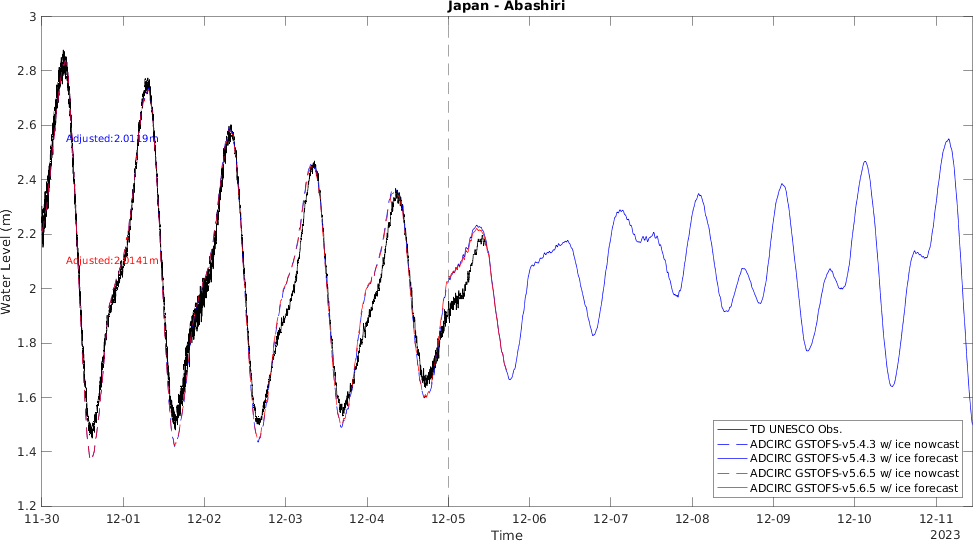 Japan - Abashiri
3
2.8
2.6
2.4
2.2
2
1.8
1.6
1.4
1.2
Water Level (m)
Adjusted:2.0119m
Adjusted:2.0141m
TD UNESCO Obs.
ADCIRC GSTOFS-v5.4.3 w/ ice nowcast
ADCIRC GSTOFS-v5.4.3 w/ ice forecast
ADCIRC GSTOFS-v5.6.5 w/ ice nowcast
ADCIRC GSTOFS-v5.6.5 w/ ice forecast
11-30 12-01 12-02 12-03 12-04 12-05 12-06 12-07 12-08 12-09 12-10 12-11
2023
Time